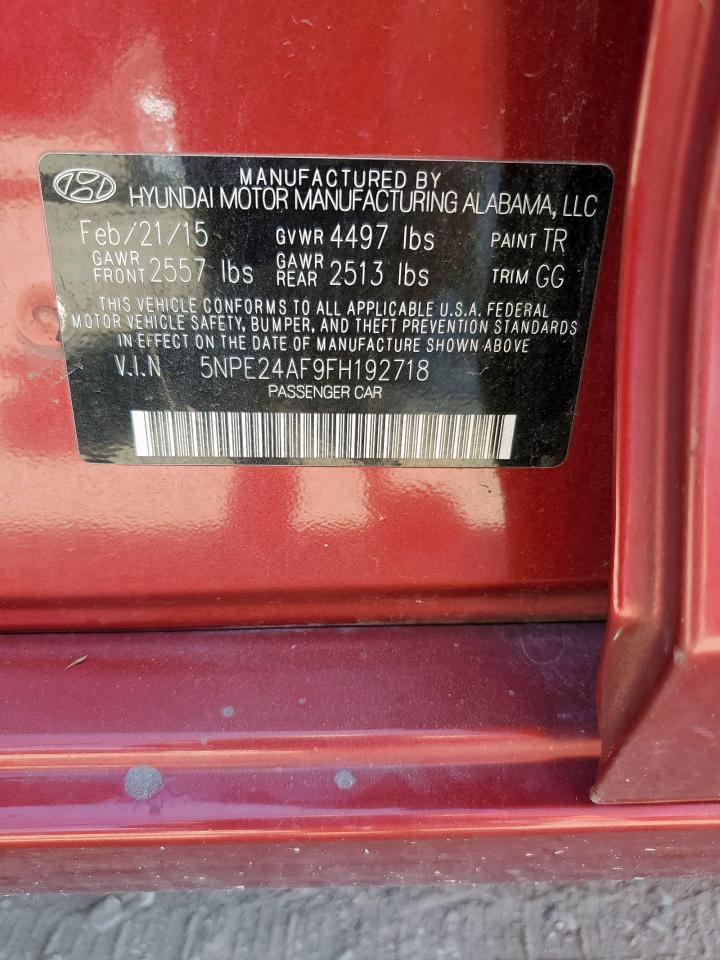 MANUFACTURED BY
HYUNDAI MOTOR MANUFACTURING ALABAMA, LLC
Feb/21/15 GVWR 4497 lbs PAINT TR
GAWR FRONT 2557 lbs GAWR REAR 2513 lbs TRIM GG
THIS VEHICLE CONFORMS TO ALL APPLICABLE U.S.A. FEDERAL
MOTOR VEHICLE SAFETY, BUMPER, AND THEFT PREVENTION STANDARDS
IN EFFECT ON THE DATE OF MANUFACTURE SHOWN ABOVE
V.I.N 5NPE24AF9FH192718
PASSENGER CAR